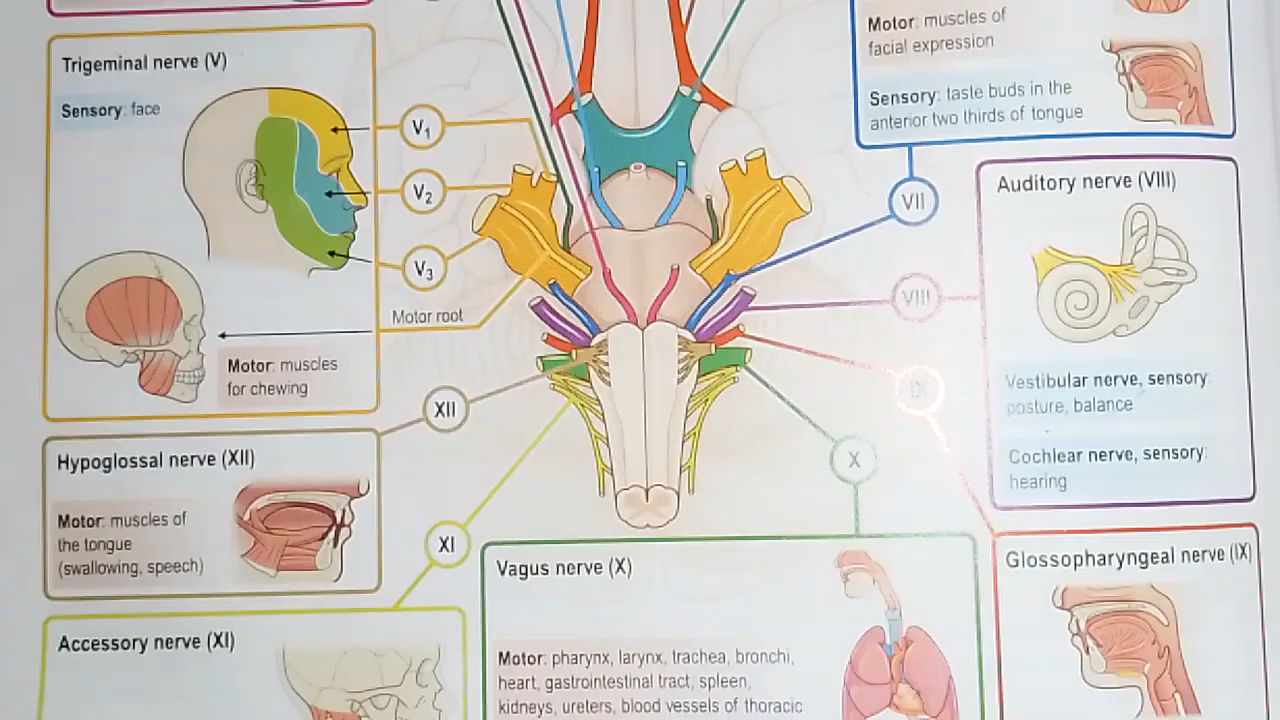 Trigeminal nerve (V)
Sensory: face
V1
V2
V3
Motor root
Motor: muscles
for chewing
XII
Hypoglossal nerve (XII)
Motor: muscles of
the tongue
(swallowing, speech)
XI
Accessory nerve (XI)
Vagus nerve (X)
Motor: pharynx, larynx, trachea, bronchi,
heart, gastrointestinal tract, spleen,
kidneys, ureters, blood vessels of thoracic
X
Motor: muscles of
facial expression
Sensory: taste buds in the
anterior two thirds of tongue
VII
Auditory nerve (VIII)
VIII
Vestibular nerve, sensory:
posture, balance
Cochlear nerve, sensory:
hearing
IX
Glossopharyngeal nerve (IX)